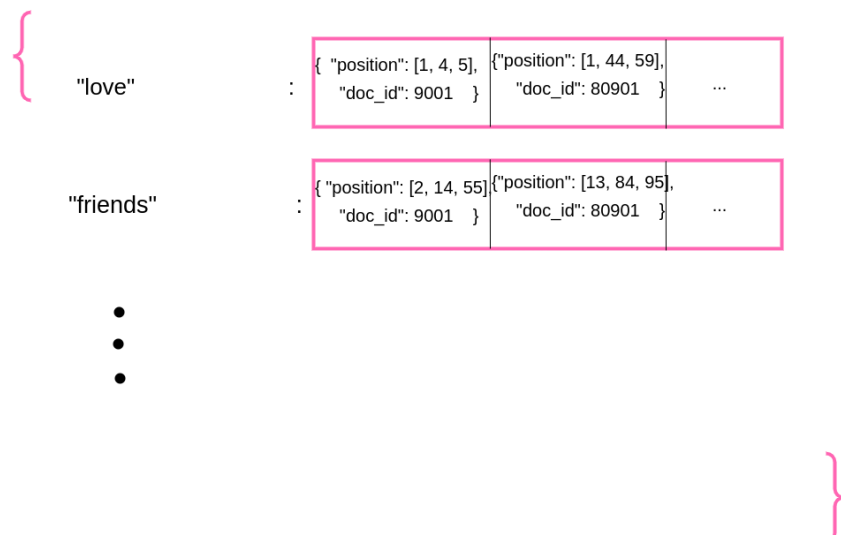 {
"love" :
{ "position": [1, 4, 5],
"doc_id": 9001 }
{"position": [1, 44, 59],
"doc_id": 80901 }
...
"friends" :
{ "position": [2, 14, 55],
"doc_id": 9001 }
{"position": [13, 84, 95],
"doc_id": 80901 }
...
}